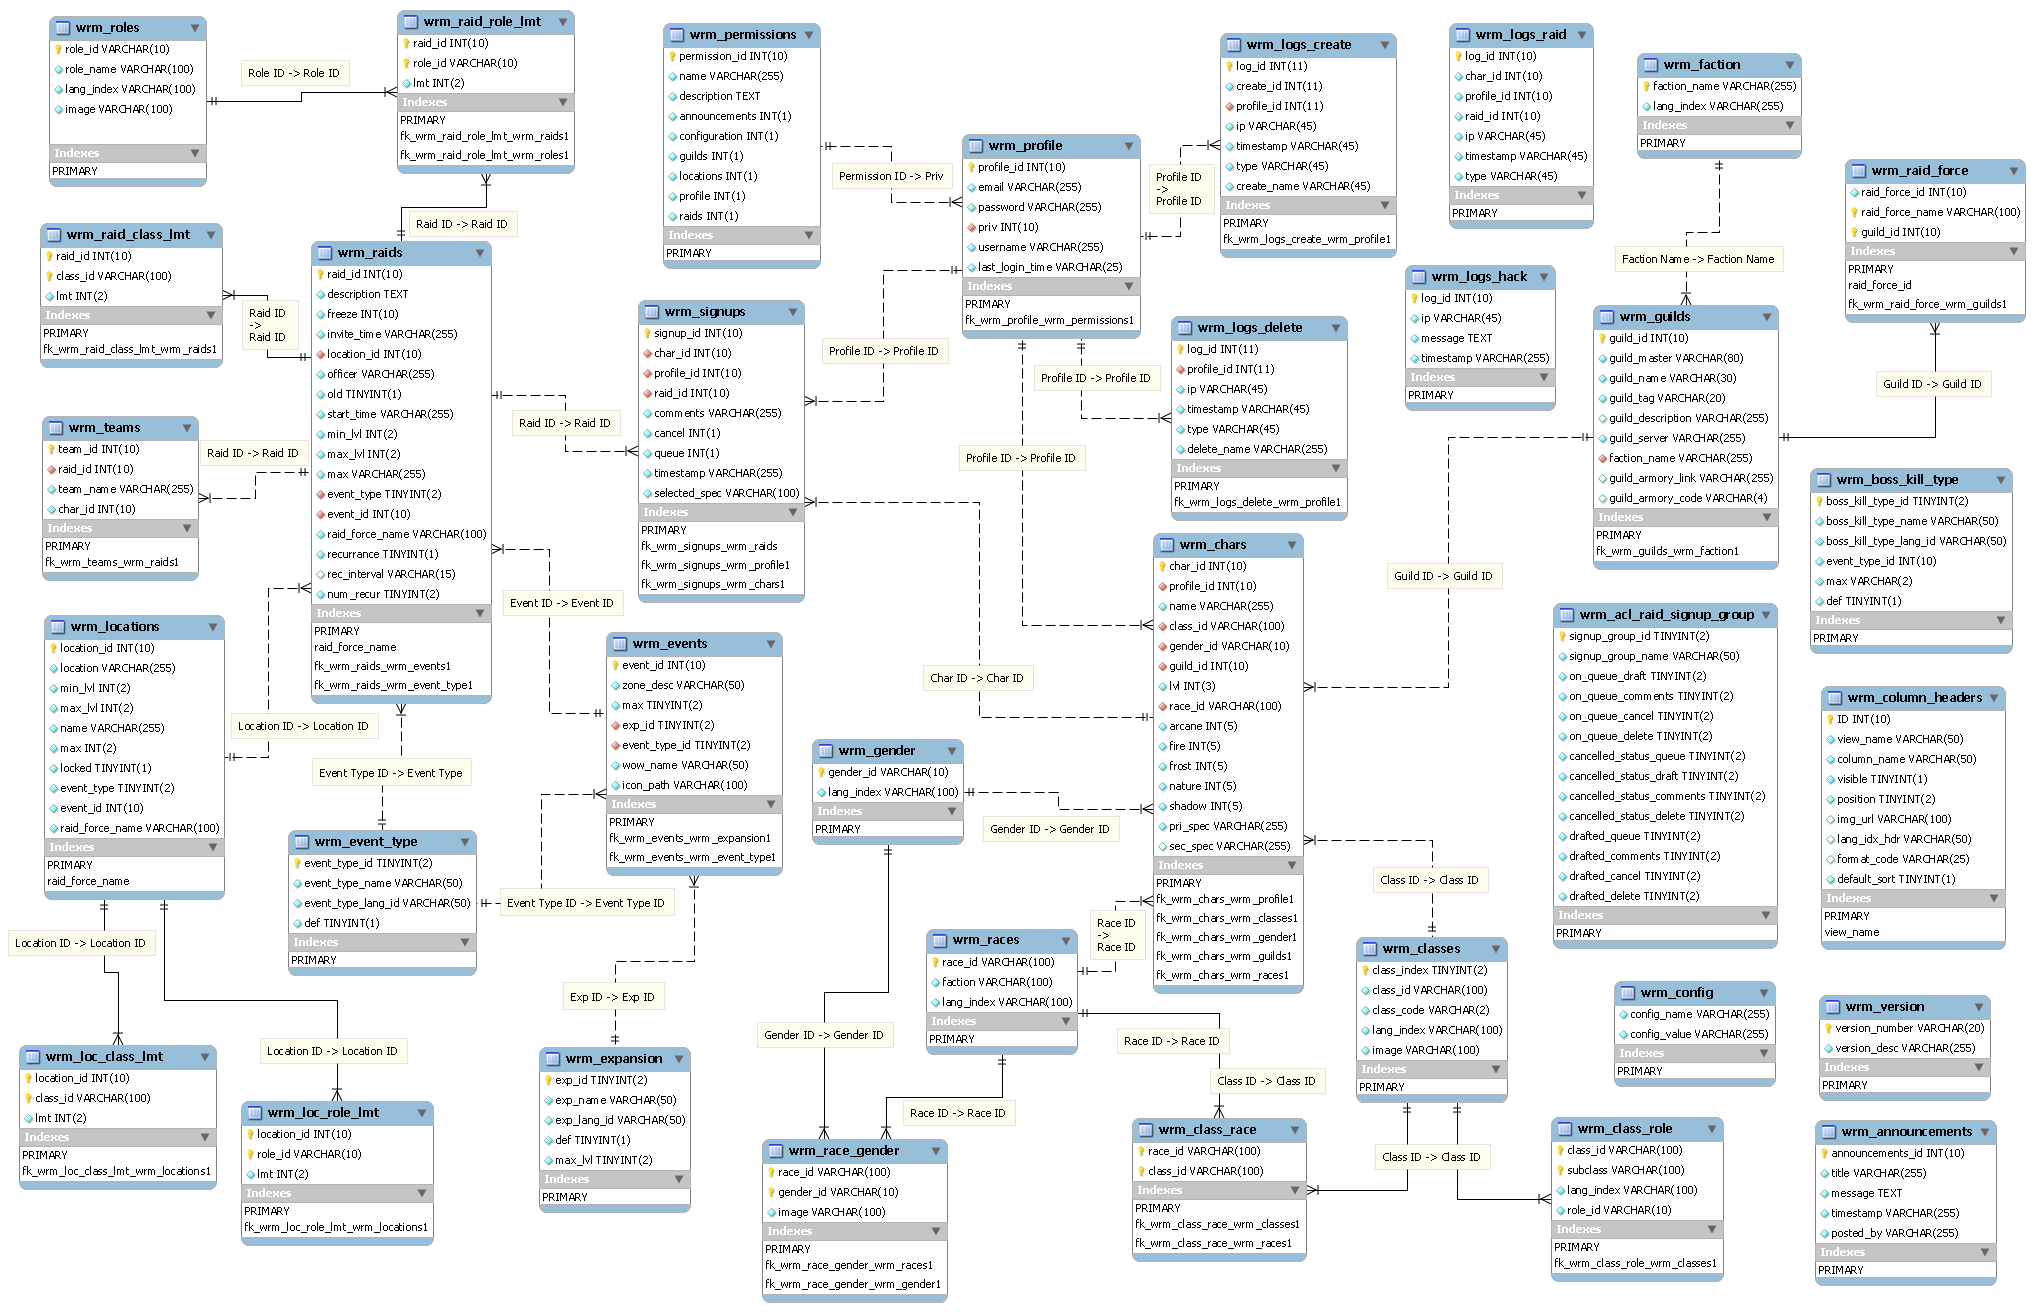 wrm_roles
role_id VARCHAR(10)
role_name VARCHAR(100)
lang_index VARCHAR(100)
image VARCHAR(100)
Indexes
PRIMARY
Role ID -> Role ID
wrm_raid_role_lmt
raid_id INT(10)
role_id VARCHAR(10)
lmt INT(2)
Indexes
PRIMARY
fk_wrm_raid_role_lmt_wrm_raids1
fk_wrm_raid_role_lmt_wrm_roles1
Raid ID -> Raid ID
wrm_permissions
permission_id INT(10)
name VARCHAR(255)
description TEXT
announcements INT(1)
configuration INT(1)
guilds INT(1)
locations INT(1)
profile INT(1)
raids INT(1)
Indexes
PRIMARY
Permission ID -> Priv
wrm_profile
profile_id INT(10)
email VARCHAR(255)
password VARCHAR(255)
priv INT(10)
username VARCHAR(255)
last_login_time VARCHAR(25)
Indexes
PRIMARY
fk_wrm_profile_wrm_permissions1
Profile ID
->
Profile ID
wrm_logs_create
log_id INT(11)
create_id INT(11)
profile_id INT(11)
ip VARCHAR(45)
timestamp VARCHAR(45)
type VARCHAR(45)
create_name VARCHAR(45)
Indexes
PRIMARY
fk_wrm_logs_create_wrm_profile1
wrm_logs_raid
log_id INT(10)
char_id INT(10)
profile_id INT(10)
raid_id INT(10)
ip VARCHAR(45)
timestamp VARCHAR(45)
type VARCHAR(45)
Indexes
PRIMARY
wrm_faction
faction_name VARCHAR(255)
lang_index VARCHAR(255)
Indexes
PRIMARY
Faction Name -> Faction Name
wrm_raid_force
raid_force_id INT(10)
raid_force_name VARCHAR(100)
guild_id INT(10)
Indexes
PRIMARY
raid_force_id
fk_wrm_raid_force_wrm_guilds1
Guild ID -> Guild ID
wrm_raid_class_lmt
raid_id INT(10)
class_id VARCHAR(100)
lmt INT(2)
Indexes
PRIMARY
fk_wrm_raid_class_lmt_wrm_raids1
Raid ID
->
Raid ID
wrm_raids
raid_id INT(10)
description TEXT
freeze INT(10)
invite_time VARCHAR(255)
location_id INT(10)
officer VARCHAR(255)
old TINYINT(1)
start_time VARCHAR(255)
min_lvl INT(2)
max_lvl INT(2)
max VARCHAR(255)
event_type TINYINT(2)
event_id INT(10)
raid_force_name VARCHAR(100)
recurrance TINYINT(1)
rec_interval VARCHAR(15)
num_recur TINYINT(2)
Indexes
PRIMARY
raid_force_name
fk_wrm_raids_wrm_events1
fk_wrm_raids_wrm_event_type1
Raid ID -> Raid ID
wrm_signups
signup_id INT(10)
char_id INT(10)
profile_id INT(10)
raid_id INT(10)
comments VARCHAR(255)
cancel INT(1)
queue INT(1)
timestamp VARCHAR(255)
selected_spec VARCHAR(100)
Indexes
PRIMARY
fk_wrm_signups_wrm_raids
fk_wrm_signups_wrm_profile1
fk_wrm_signups_wrm_chars1
Profile ID -> Profile ID
Profile ID -> Profile ID
Profile ID -> Profile ID
wrm_logs_delete
log_id INT(11)
profile_id INT(11)
ip VARCHAR(45)
timestamp VARCHAR(45)
type VARCHAR(45)
delete_name VARCHAR(255)
Indexes
PRIMARY
fk_wrm_logs_delete_wrm_profile1
wrm_logs_hack
log_id INT(10)
ip VARCHAR(45)
message TEXT
timestamp VARCHAR(255)
Indexes
PRIMARY
wrm_guilds
guild_id INT(10)
guild_master VARCHAR(80)
guild_name VARCHAR(30)
guild_tag VARCHAR(20)
guild_description VARCHAR(255)
guild_server VARCHAR(255)
faction_name VARCHAR(255)
guild_armory_link VARCHAR(255)
guild_armory_code VARCHAR(4)
Indexes
PRIMARY
fk_wrm_guilds_wrm_faction1
Guild ID -> Guild ID
wrm_teams
team_id INT(10)
raid_id INT(10)
team_name VARCHAR(255)
char_id INT(10)
Indexes
PRIMARY
fk_wrm_teams_wrm_raids1
Raid ID -> Raid ID
wrm_boss_kill_type
boss_kill_type_id TINYINT(2)
boss_kill_type_name VARCHAR(50)
boss_kill_type_lang_id VARCHAR(50)
event_type_id INT(10)
max VARCHAR(2)
def TINYINT(1)
Indexes
PRIMARY
wrm_chars
char_id INT(10)
profile_id INT(10)
name VARCHAR(255)
class_id VARCHAR(100)
gender_id VARCHAR(10)
guild_id INT(10)
lvl INT(3)
race_id VARCHAR(100)
arcane INT(5)
fire INT(5)
frost INT(5)
nature INT(5)
shadow INT(5)
pri_spec VARCHAR(255)
sec_spec VARCHAR(255)
Indexes
PRIMARY
fk_wrm_chars_wrm_profile1
fk_wrm_chars_wrm_classes1
fk_wrm_chars_wrm_gender1
fk_wrm_chars_wrm_guilds1
fk_wrm_chars_wrm_races1
Char ID -> Char ID
wrm_locations
location_id INT(10)
location VARCHAR(255)
min_lvl INT(2)
max_lvl INT(2)
name VARCHAR(255)
max INT(2)
locked TINYINT(1)
event_type TINYINT(2)
event_id INT(10)
raid_force_name VARCHAR(100)
Indexes
PRIMARY
raid_force_name
Location ID -> Location ID
Event ID -> Event ID
wrm_events
event_id INT(10)
zone_desc VARCHAR(50)
max TINYINT(2)
exp_id TINYINT(2)
event_type_id TINYINT(2)
wow_name VARCHAR(50)
icon_path VARCHAR(100)
Indexes
PRIMARY
fk_wrm_events_wrm_expansion1
fk_wrm_events_wrm_event_type1
Event Type ID -> Event Type
wrm_event_type
event_type_id TINYINT(2)
event_type_name VARCHAR(50)
event_type_lang_id VARCHAR(50)
def TINYINT(1)
Indexes
PRIMARY
Event Type ID -> Event Type ID
wrm_gender
gender_id VARCHAR(10)
lang_index VARCHAR(100)
Indexes
PRIMARY
Gender ID -> Gender ID
wrm_acl_raid_signup_group
signup_group_id TINYINT(2)
signup_group_name VARCHAR(50)
on_queue_draft TINYINT(2)
on_queue_comments TINYINT(2)
on_queue_cancel TINYINT(2)
on_queue_delete TINYINT(2)
cancelled_status_queue TINYINT(2)
cancelled_status_draft TINYINT(2)
cancelled_status_comments TINYINT(2)
cancelled_status_delete TINYINT(2)
drafted_queue TINYINT(2)
drafted_comments TINYINT(2)
drafted_cancel TINYINT(2)
drafted_delete TINYINT(2)
Indexes
PRIMARY
wrm_column_headers
ID INT(10)
view_name VARCHAR(50)
column_name VARCHAR(50)
visible TINYINT(1)
position TINYINT(2)
img_url VARCHAR(100)
lang_idx_hdr VARCHAR(50)
format_code VARCHAR(25)
default_sort TINYINT(1)
Indexes
PRIMARY
view_name
Class ID -> Class ID
Race ID
->
Race ID
wrm_races
race_id VARCHAR(100)
faction VARCHAR(100)
lang_index VARCHAR(100)
Indexes
PRIMARY
wrm_classes
class_index TINYINT(2)
class_id VARCHAR(100)
class_code VARCHAR(2)
lang_index VARCHAR(100)
image VARCHAR(100)
Indexes
PRIMARY
Location ID -> Location ID
Location ID -> Location ID
wrm_loc_class_lmt
location_id INT(10)
class_id VARCHAR(100)
lmt INT(2)
Indexes
PRIMARY
fk_wrm_loc_class_lmt_wrm_locations1
wrm_loc_role_lmt
location_id INT(10)
role_id VARCHAR(10)
lmt INT(2)
Indexes
PRIMARY
fk_wrm_loc_role_lmt_wrm_locations1
Exp ID -> Exp ID
wrm_expansion
exp_id TINYINT(2)
exp_name VARCHAR(50)
exp_lang_id VARCHAR(50)
def TINYINT(1)
max_lvl TINYINT(2)
Indexes
PRIMARY
Gender ID -> Gender ID
Race ID -> Race ID
wrm_race_gender
race_id VARCHAR(100)
gender_id VARCHAR(10)
image VARCHAR(100)
Indexes
PRIMARY
fk_wrm_race_gender_wrm_races1
fk_wrm_race_gender_wrm_gender1
Race ID -> Race ID
Class ID -> Class ID
wrm_class_race
race_id VARCHAR(100)
class_id VARCHAR(100)
Indexes
PRIMARY
fk_wrm_class_race_wrm_classes1
fk_wrm_class_race_wrm_races1
Class ID -> Class ID
wrm_class_role
class_id VARCHAR(100)
subclass VARCHAR(100)
lang_index VARCHAR(100)
role_id VARCHAR(10)
Indexes
PRIMARY
fk_wrm_class_role_wrm_classes1
wrm_config
config_name VARCHAR(255)
config_value VARCHAR(255)
Indexes
PRIMARY
wrm_version
version_number VARCHAR(20)
version_desc VARCHAR(255)
Indexes
PRIMARY
wrm_announcements
announcements_id INT(10)
title VARCHAR(255)
message TEXT
timestamp VARCHAR(255)
posted_by VARCHAR(255)
Indexes
PRIMARY